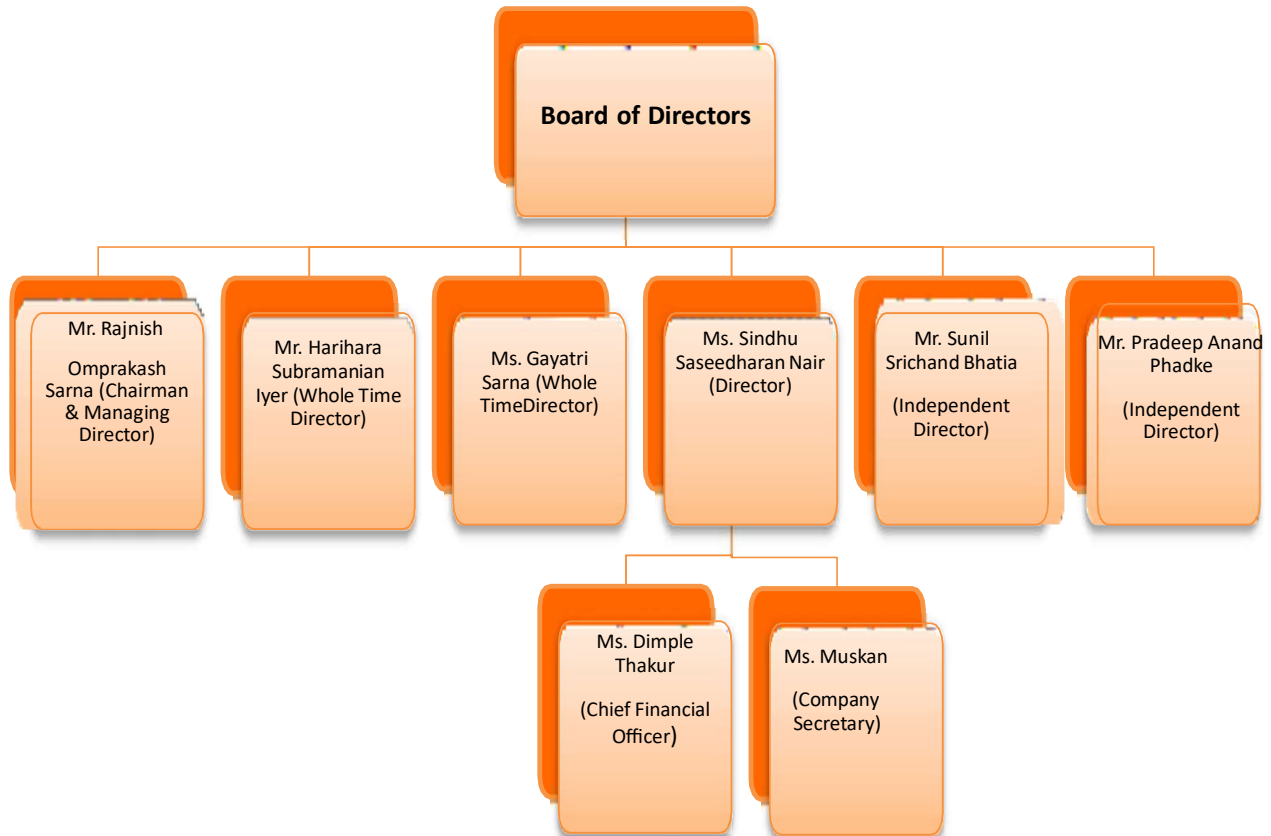 Board of Directors
Mr. Rajnish
Omprakash
Sarna (Chairman
& Managing
Director)
Mr. Harihara
Subramanian
Iyer (Whole Time
Director)
Ms. Gayatri
Sarna (Whole
TimeDirector)
Ms. Sindhu
Saseedharan Nair
(Director)
Mr. Sunil
Srichand Bhatia
(Independent
Director)
Mr. Pradeep Anand
Phadke
(Independent
Director)
Ms. Dimple
Thakur
(Chief Financial
Officer)
Ms. Muskan
(Company
Secretary)